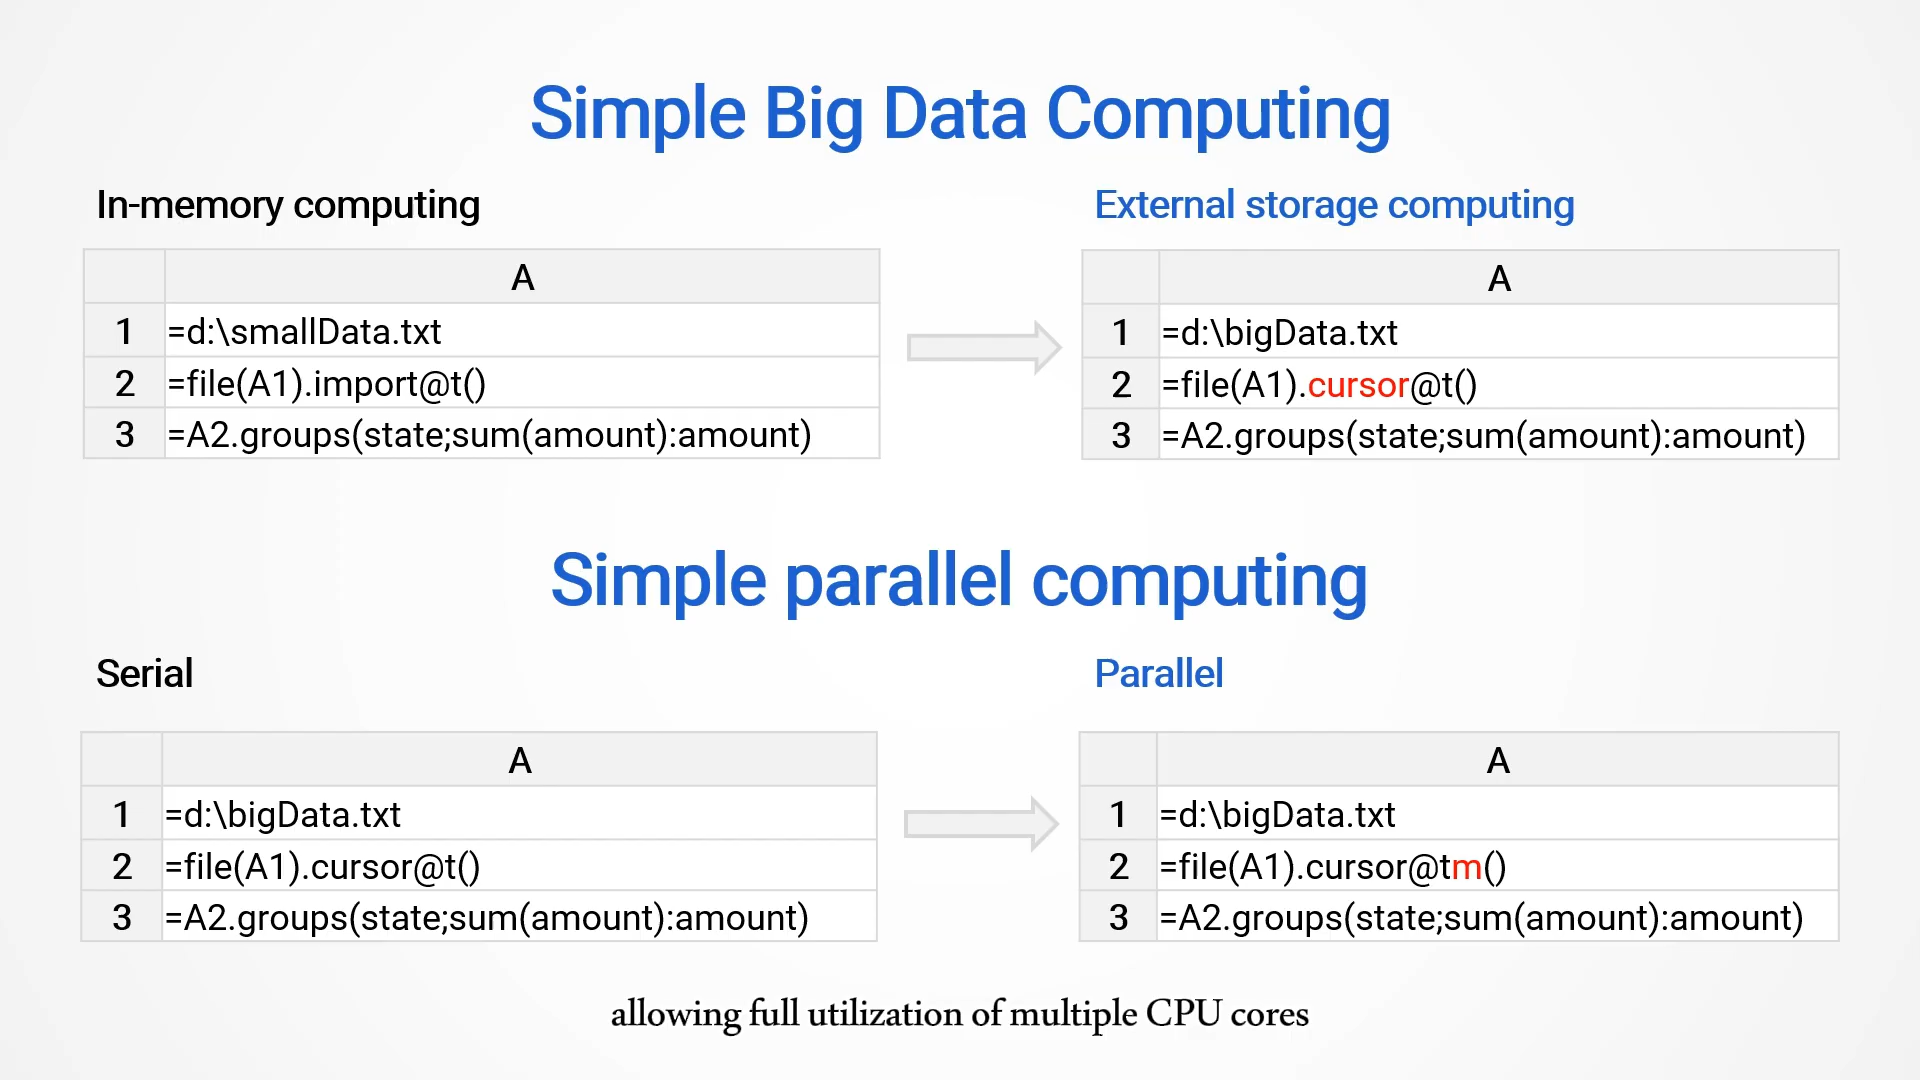 Simple Big Data Computing
In-memory computing
A
1 =d:\smallData.txt
2 =file(A1).import@t()
3 =A2.groups(state;sum(amount):amount)
External storage computing
A
1 =d:\bigData.txt
2 =file(A1).cursor@t()
3 =A2.groups(state;sum(amount):amount)
Simple parallel computing
Serial
A
1 =d:\bigData.txt
2 =file(A1).cursor@t()
3 =A2.groups(state;sum(amount):amount)
Parallel
A
1 =d:\bigData.txt
2 =file(A1).cursor@tm()
3 =A2.groups(state;sum(amount):amount)
allowing full utilization of multiple CPU cores